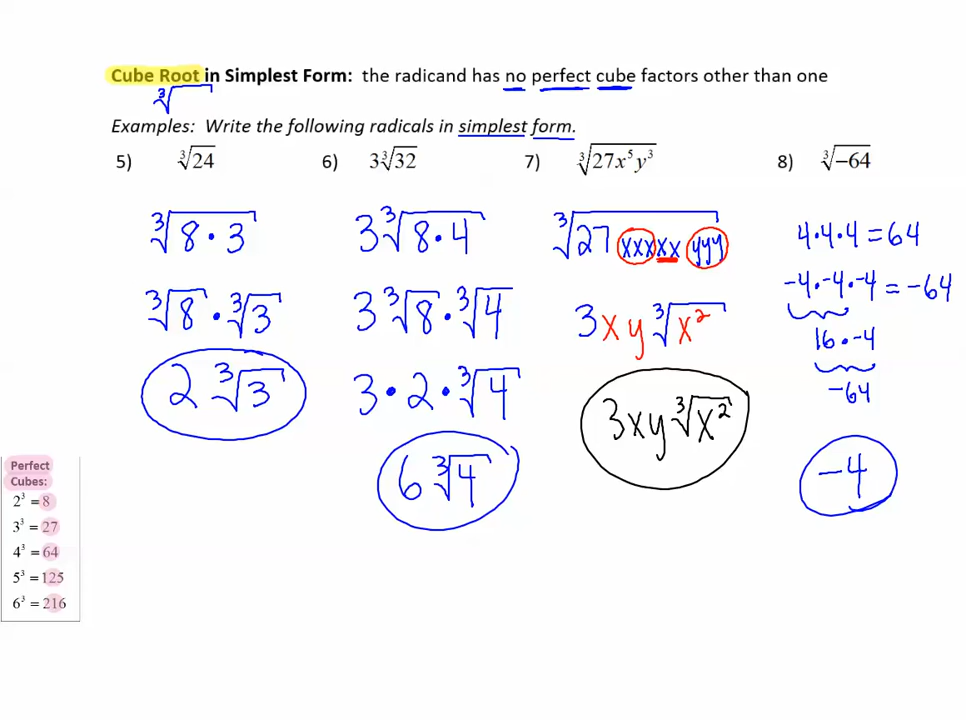 Cube Root in Simplest Form: the radicand has no perfect cube factors other than one
∛
Examples: Write the following radicals in simplest form.
5) ∛24
6) 3∛32
7) ∛27x⁵y³
8) ∛-64
∛8 · 3
∛8 · ∛3
2 ∛3
3∛8 · 4
3 ∛8 · ∛4
3 · 2 · ∛4
6 ∛4
∛27 xxxxx yyy
3xy ∛x²
3xy ∛x²
4 · 4 · 4 = 64
-4 · -4 · -4 = -64
16 · -4
-64
-4
Perfect
Cubes:
2³ = 8
3³ = 27
4³ = 64
5³ = 125
6³ = 216